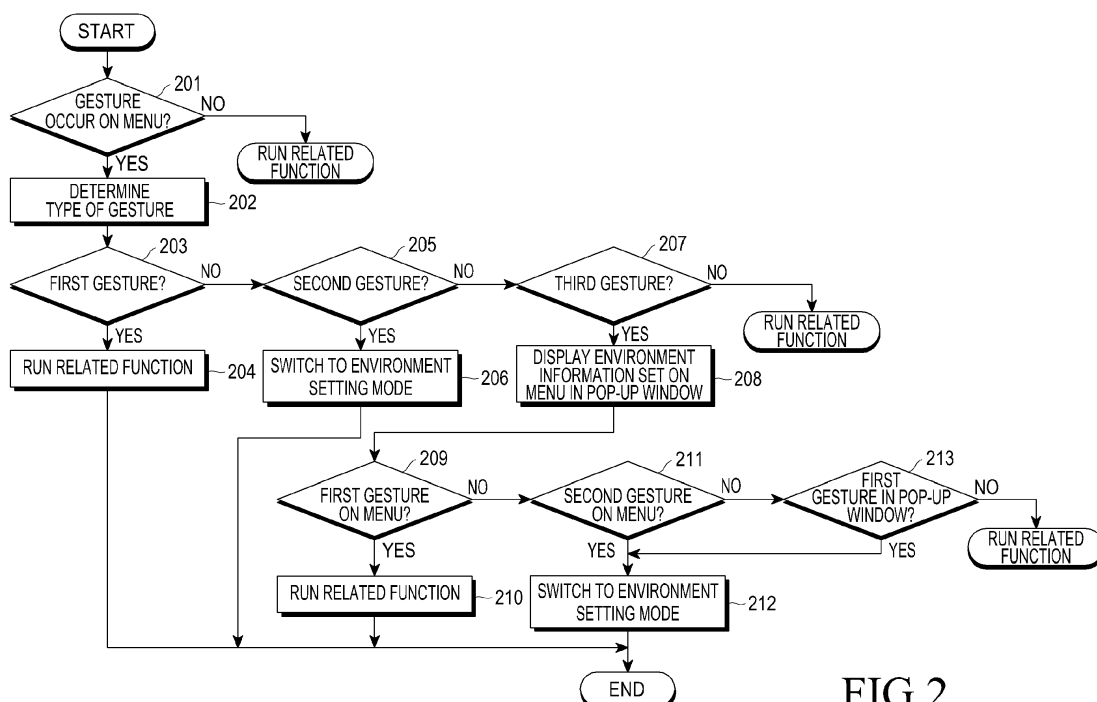 START
201
GESTURE
OCCUR ON MENU?
NO
YES
RUN RELATED
FUNCTION
DETERMINE
TYPE OF GESTURE
202
203
FIRST GESTURE?
NO
YES
205
SECOND GESTURE?
NO
YES
207
THIRD GESTURE?
NO
YES
RUN RELATED
FUNCTION
RUN RELATED FUNCTION
204
SWITCH TO ENVIRONMENT
SETTING MODE
206
DISPLAY ENVIRONMENT
INFORMATION SET ON
MENU IN POP-UP WINDOW
208
209
FIRST GESTURE
ON MENU?
NO
YES
211
SECOND GESTURE
ON MENU?
NO
YES
213
FIRST
GESTURE IN POP-UP
WINDOW?
NO
YES
RUN RELATED
FUNCTION
RUN RELATED FUNCTION
210
SWITCH TO ENVIRONMENT
SETTING MODE
212
END
FIG.2